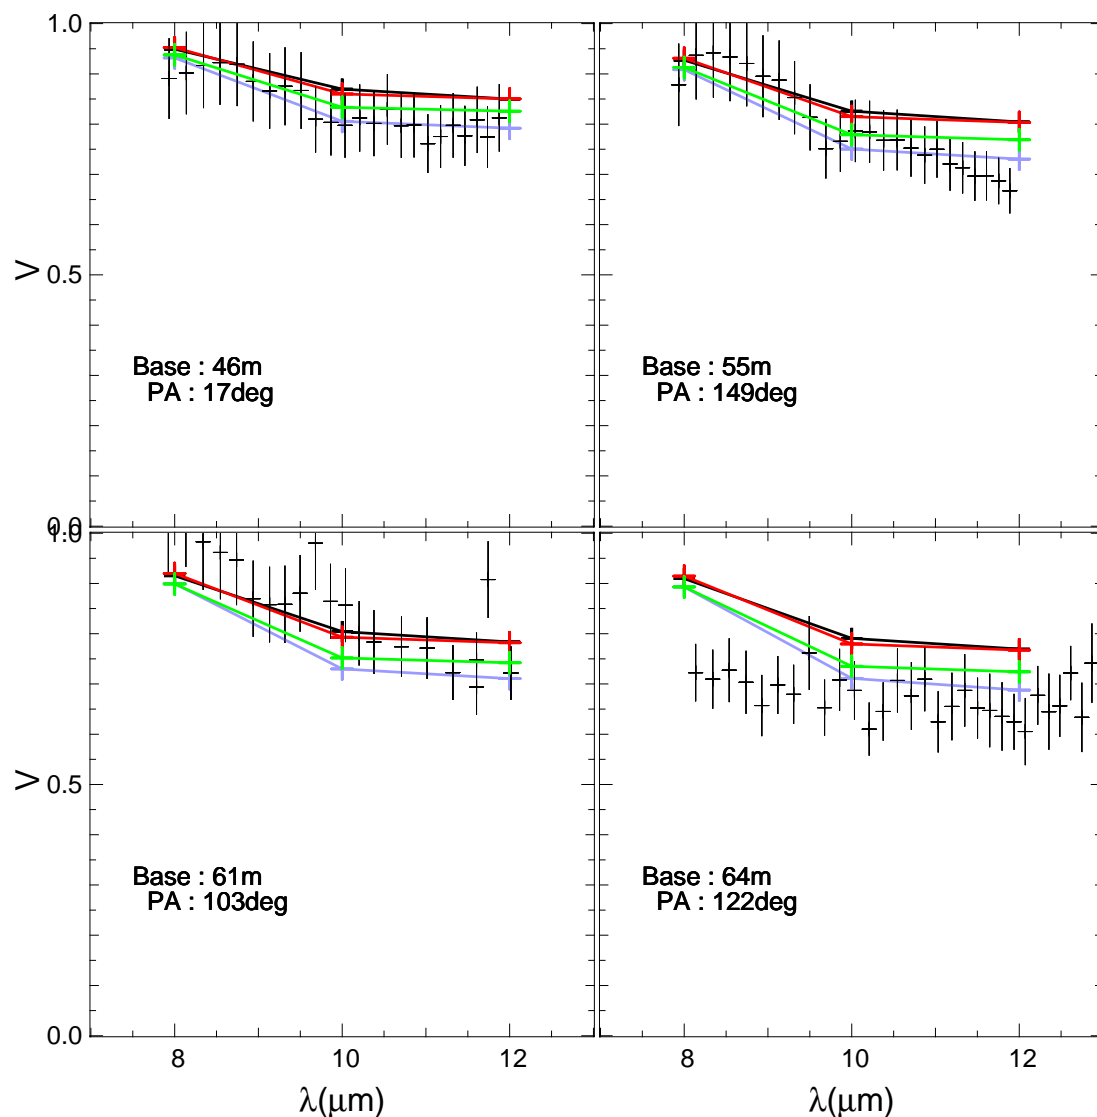 1.0
V 0.5
Base : 46m
PA : 17deg
Base : 55m
PA : 149deg
0.0
1.0
V 0.5
Base : 61m
PA : 103deg
Base : 64m
PA : 122deg
0.0
8 10 12 8 10 12
λ(μm) λ(μm)